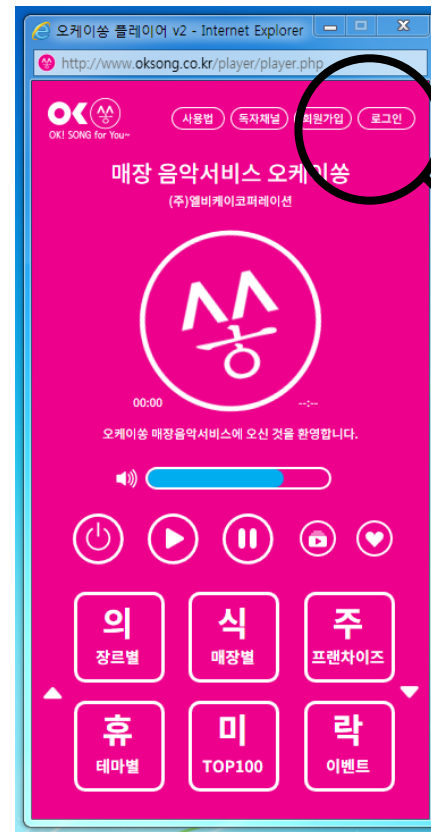 오케이쏭 플레이어 v2 - Internet Explorer
http://www.oksong.co.kr/player/player.php
OK 쏭
OK! SONG for You~
사용법 독자채널 회원가입 로그인
매장 음악서비스 오케이쏭
(주)엘비케이코퍼레이션
쏭
00:00 --:--
오케이쏭 매장음악서비스에 오신 것을 환영합니다.
의 식 주
장르별 매장별 프랜차이즈
휴 미 락
테마별 TOP100 이벤트